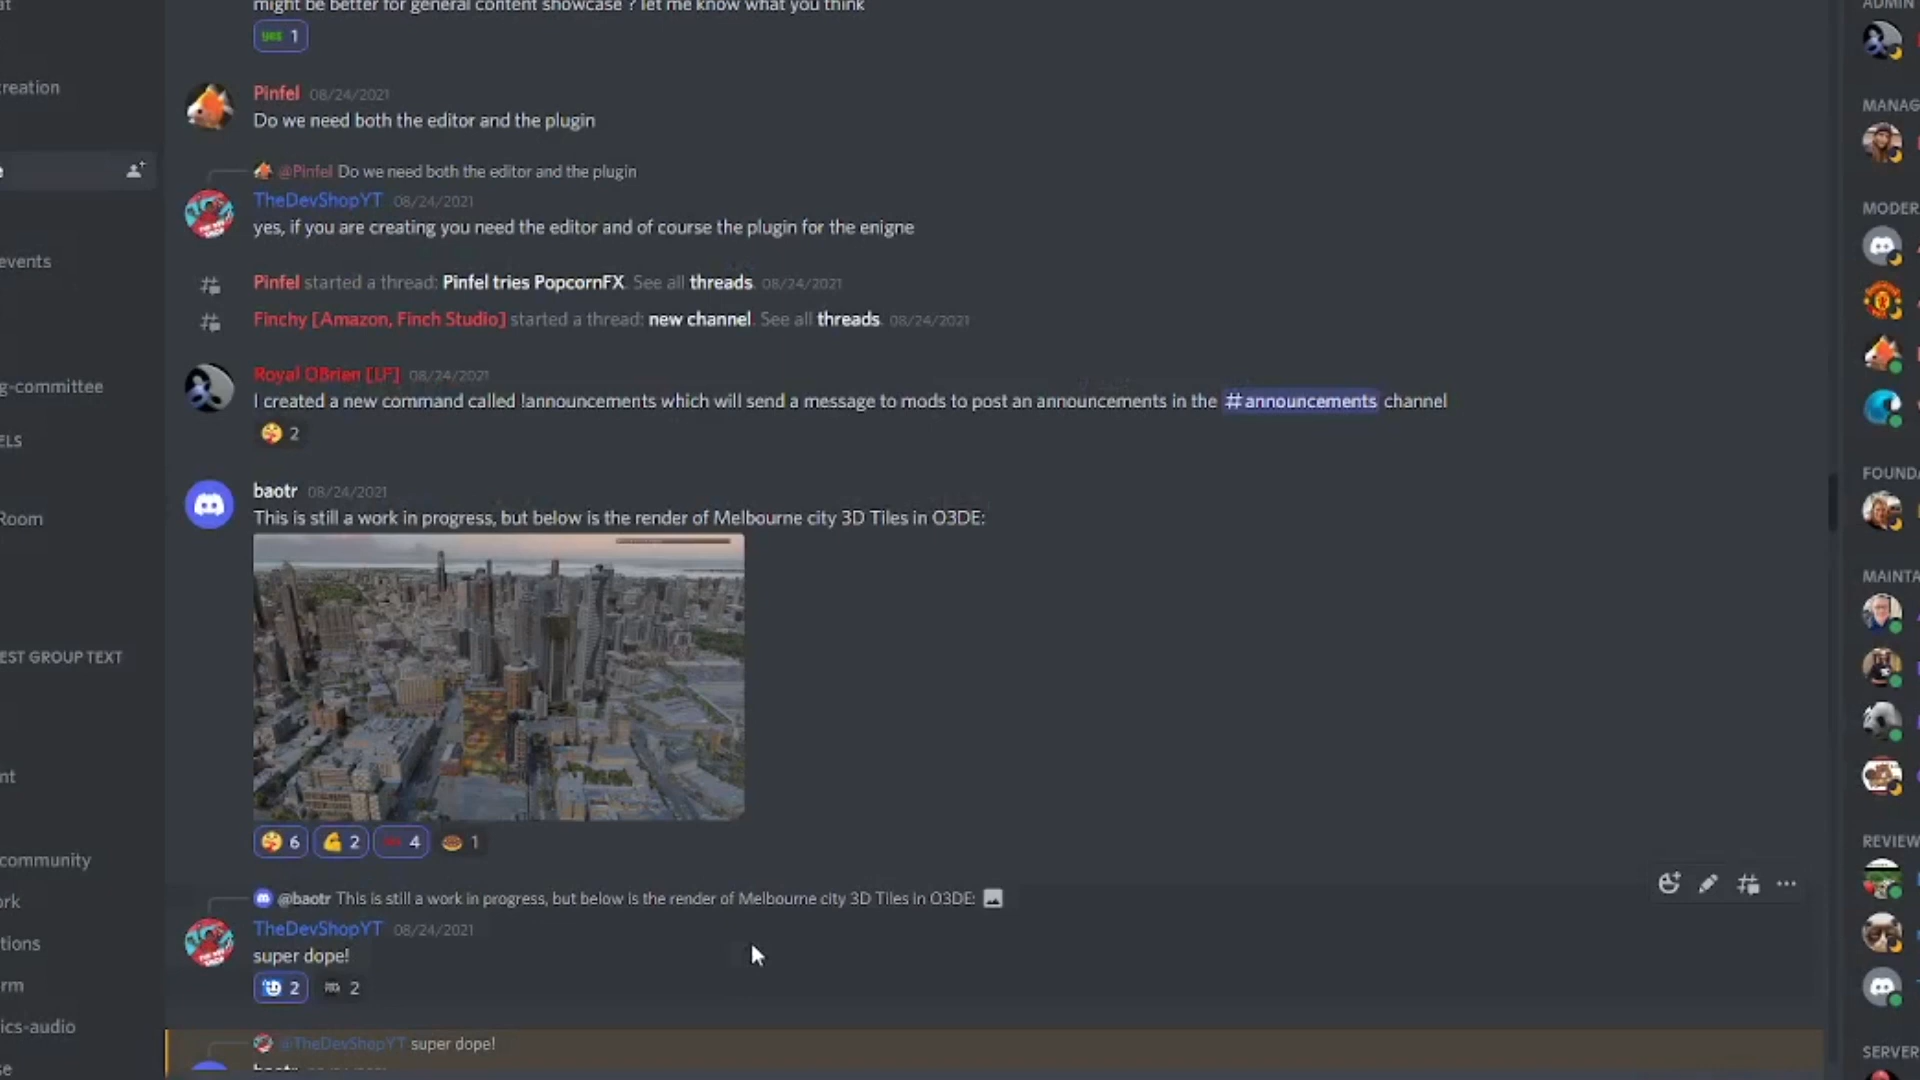 might be better for general content showcase ? let me know what you think
yes 1
Pinfel 08/24/2021
Do we need both the editor and the plugin
@Pinfel Do we need both the editor and the plugin
TheDevShopYT 08/24/2021
yes, if you are creating you need the editor and of course the plugin for the enigne
Pinfel started a thread: Pinfel tries PopcornFX. See all threads. 08/24/2021
Finchy [Amazon, Finch Studio] started a thread: new channel. See all threads. 08/24/2021
Royal OBrien [LF] 08/24/2021
I created a new command called !announcements which will send a message to mods to post an announcements in the #announcements channel
2
baotr 08/24/2021
This is still a work in progress, but below is the render of Melbourne city 3D Tiles in O3DE:
6 2 4 1
@baotr This is still a work in progress, but below is the render of Melbourne city 3D Tiles in O3DE:
TheDevShopYT 08/24/2021
super dope!
2 2
@TheDevShopYT super dope!
reation
events
g-committee
ELS
Room
EST GROUP TEXT
nt
community
rk
tions
rm
ics-audio
se
ADMIN
MANAG
MODER
FOUND
MAINTA
REVIEW
SERVER